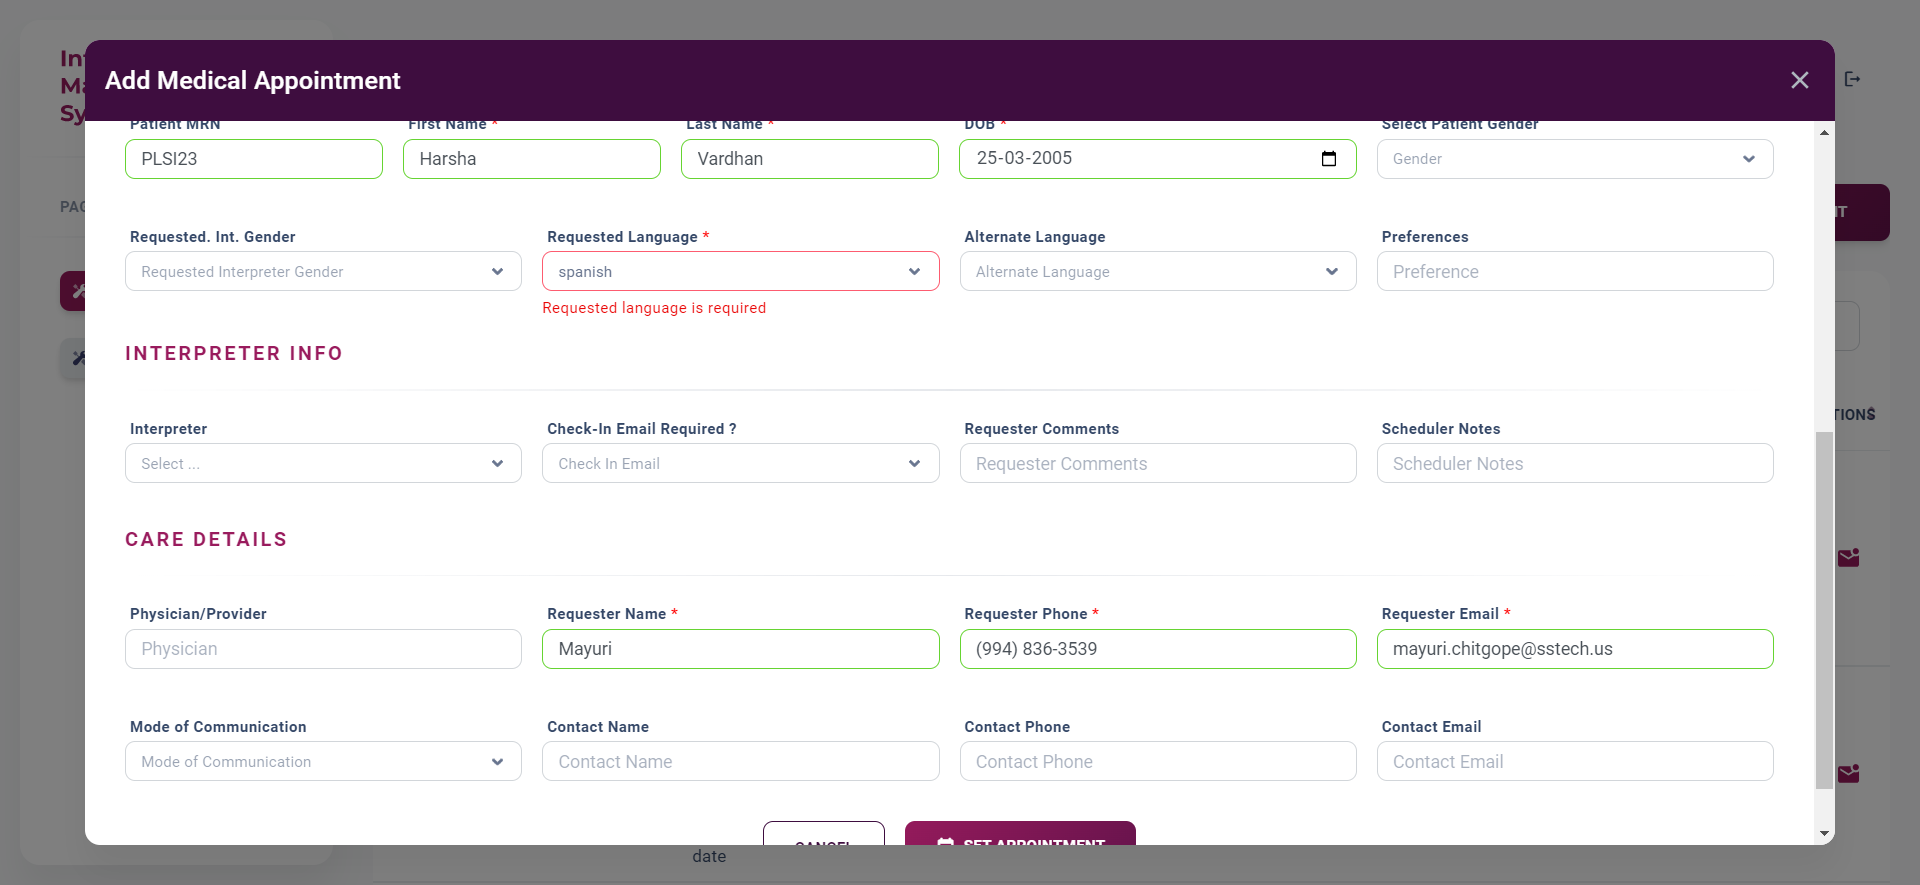 Int
Ma
Sy
Add Medical Appointment
Patient MRN First Name * Last Name * DOB * Select Patient Gender
PLSI23 Harsha Vardhan 25-03-2005 Gender
PAG
Requested. Int. Gender Requested Language * Alternate Language Preferences
Requested Interpreter Gender spanish Alternate Language Preference
Requested language is required
INTERPRETER INFO
TIONS
Interpreter Check-In Email Required ? Requester Comments Scheduler Notes
Select ... Check In Email Requester Comments Scheduler Notes
CARE DETAILS
Physician/Provider Requester Name * Requester Phone * Requester Email *
Physician Mayuri (994) 836-3539 mayuri.chitgope@sstech.us
Mode of Communication Contact Name Contact Phone Contact Email
Mode of Communication Contact Name Contact Phone Contact Email
CANCEL SET APPOINTMENT
date